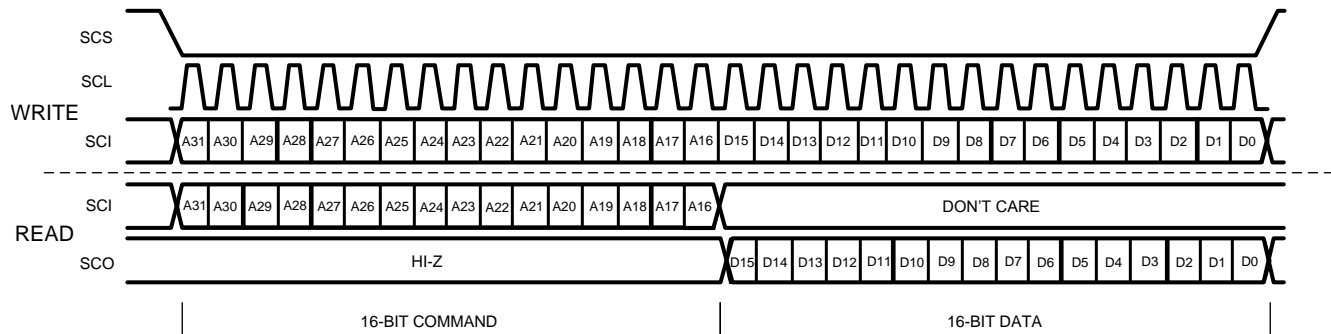 SCS
SCL
WRITE
SCI A31 A30 A29 A28 A27 A26 A25 A24 A23 A22 A21 A20 A19 A18 A17 A16 D15 D14 D13 D12 D11 D10 D9 D8 D7 D6 D5 D4 D3 D2 D1 D0
SCI A31 A30 A29 A28 A27 A26 A25 A24 A23 A22 A21 A20 A19 A18 A17 A16 DON'T CARE
READ
SCO HI-Z D15 D14 D13 D12 D11 D10 D9 D8 D7 D6 D5 D4 D3 D2 D1 D0
16-BIT COMMAND 16-BIT DATA